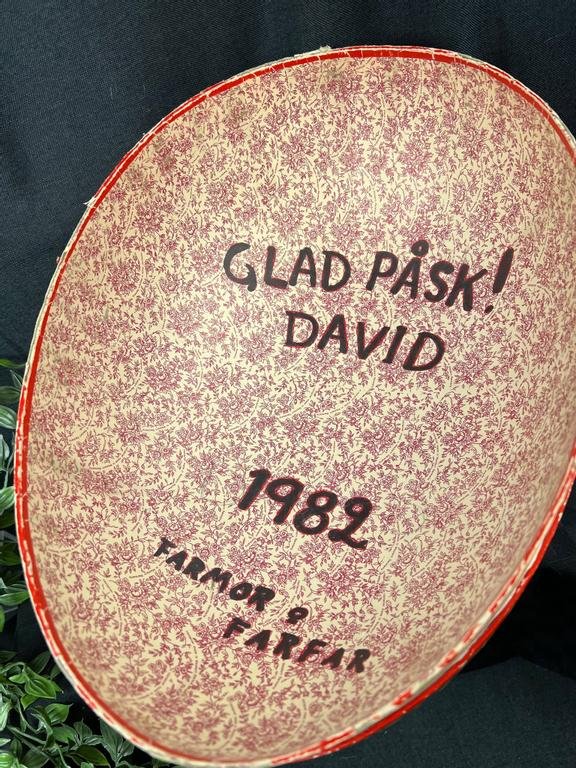 GLAD PÅSK!
DAVID
1982
FARMOR O
FARFAR